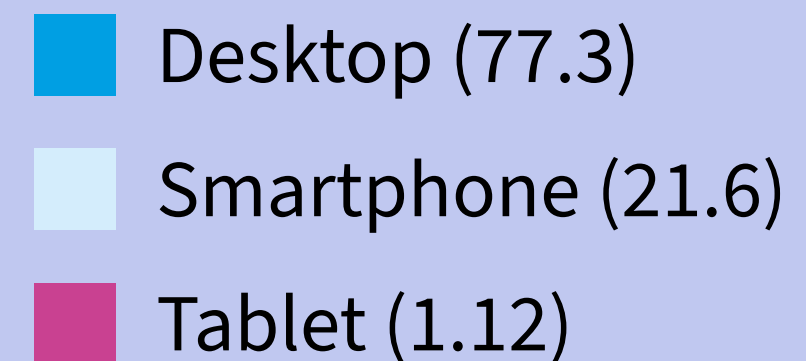 Desktop (77.3)
Smartphone (21.6)
Tablet (1.12)